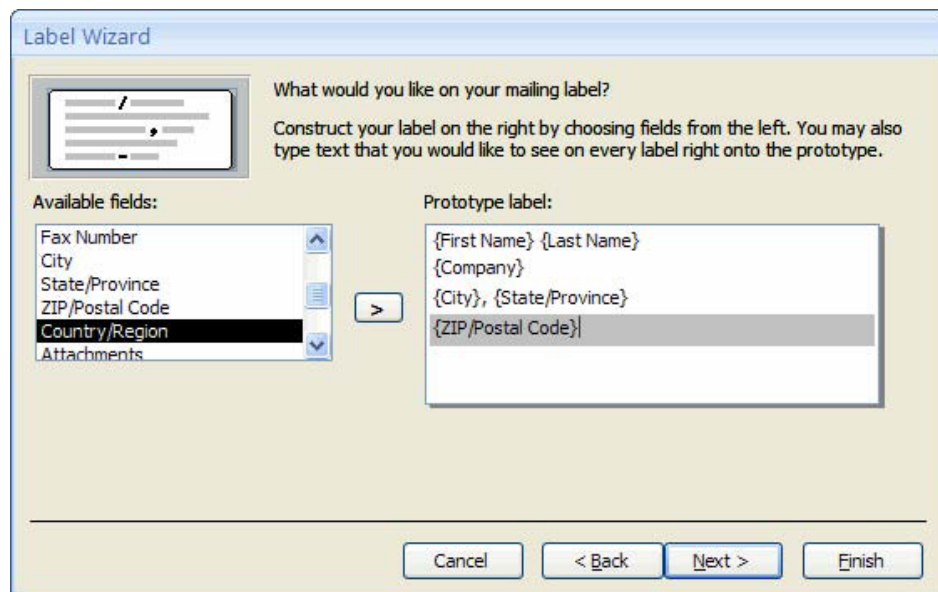 Label Wizard
What would you like on your mailing label?
Construct your label on the right by choosing fields from the left. You may also
type text that you would like to see on every label right onto the prototype.
Available fields:
Fax Number
City
State/Province
ZIP/Postal Code
Country/Region
Attachments
>
Prototype label:
{First Name} {Last Name}
{Company}
{City}, {State/Province}
{ZIP/Postal Code}
Cancel
< Back
Next >
Finish